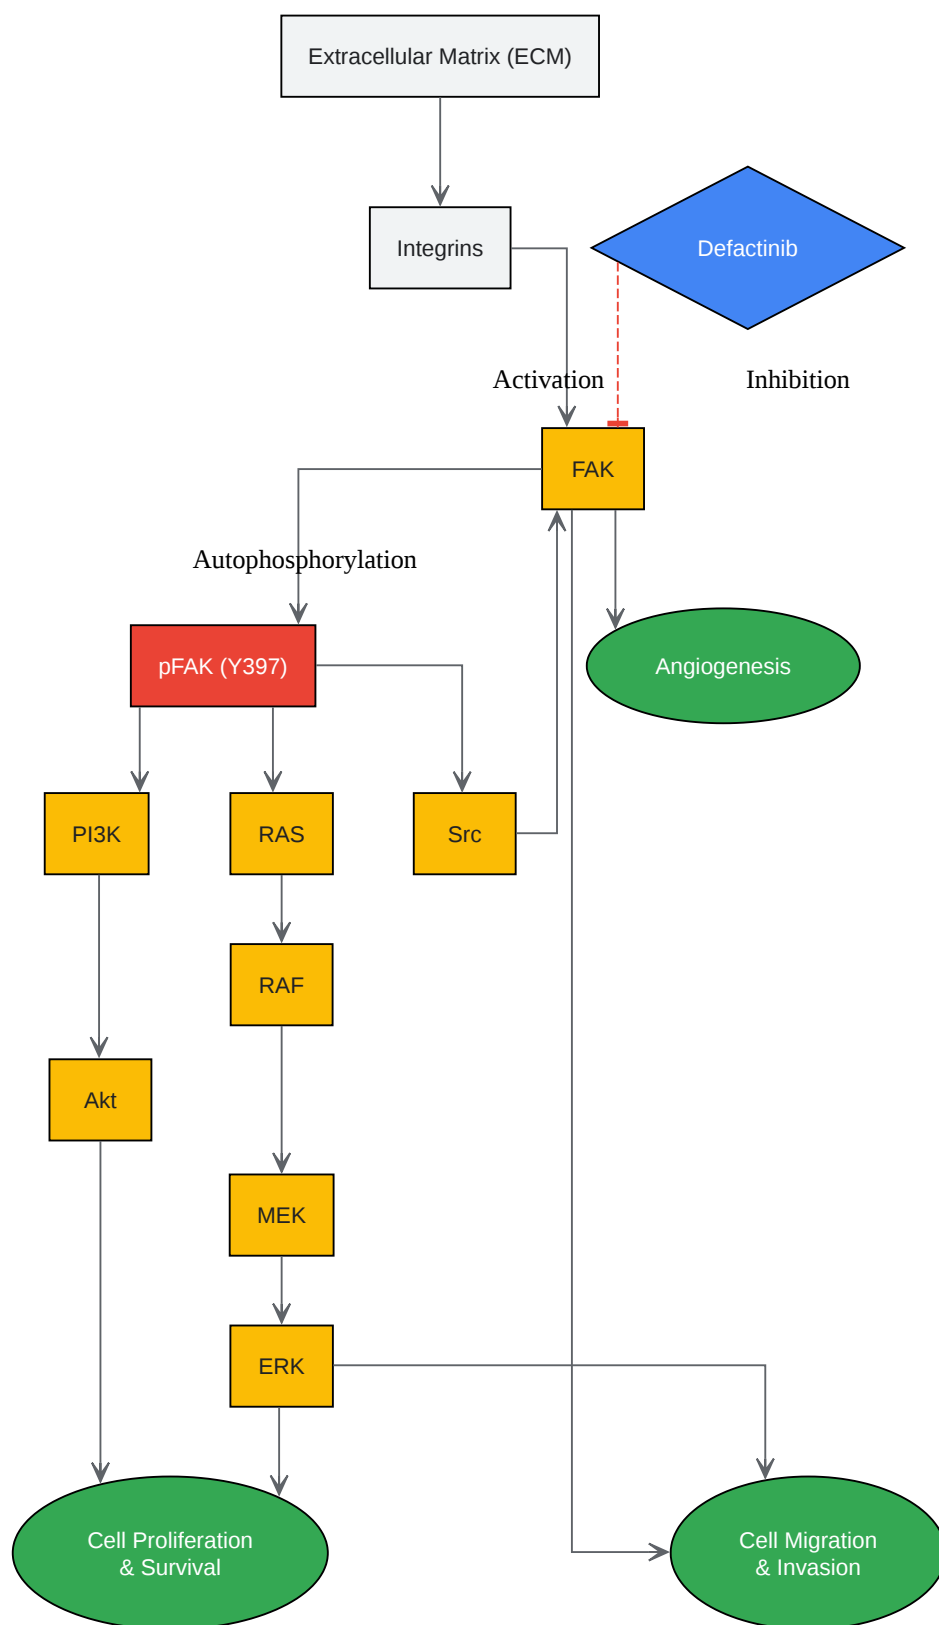 Extracellular Matrix (ECM)
Integrins
Defactinib
Activation
Inhibition
FAK
Autophosphorylation
pFAK (Y397)
Angiogenesis
PI3K
RAS
Src
RAF
Akt
MEK
ERK
Cell Proliferation
& Survival
Cell Migration
& Invasion